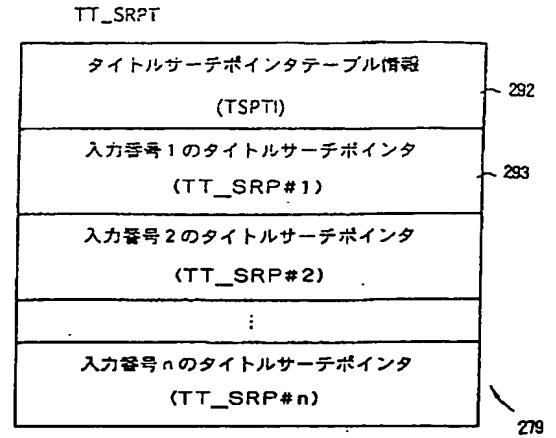 TT_SRPT
タイトルサーチポインタテーブル情報
(TSPTI)
292
入力番号1のタイトルサーチポインタ
(TT_SRP#1)
293
入力番号2のタイトルサーチポインタ
(TT_SRP#2)
⋮
入力番号nのタイトルサーチポインタ
(TT_SRP#n)
279